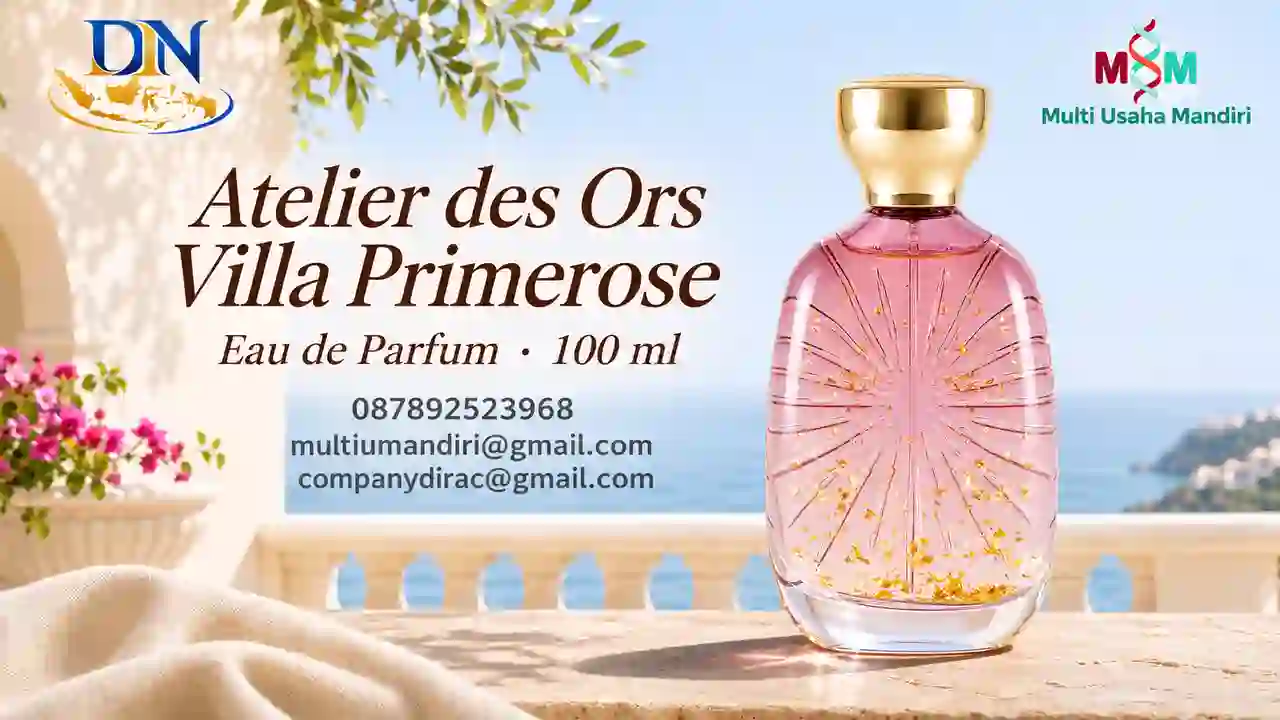 DN
MSM
Multi Usaha Mandiri
Atelier des Ors
Villa Primerose
Eau de Parfum · 100 ml
087892523968
multiumandiri@gmail.com
companydirac@gmail.com